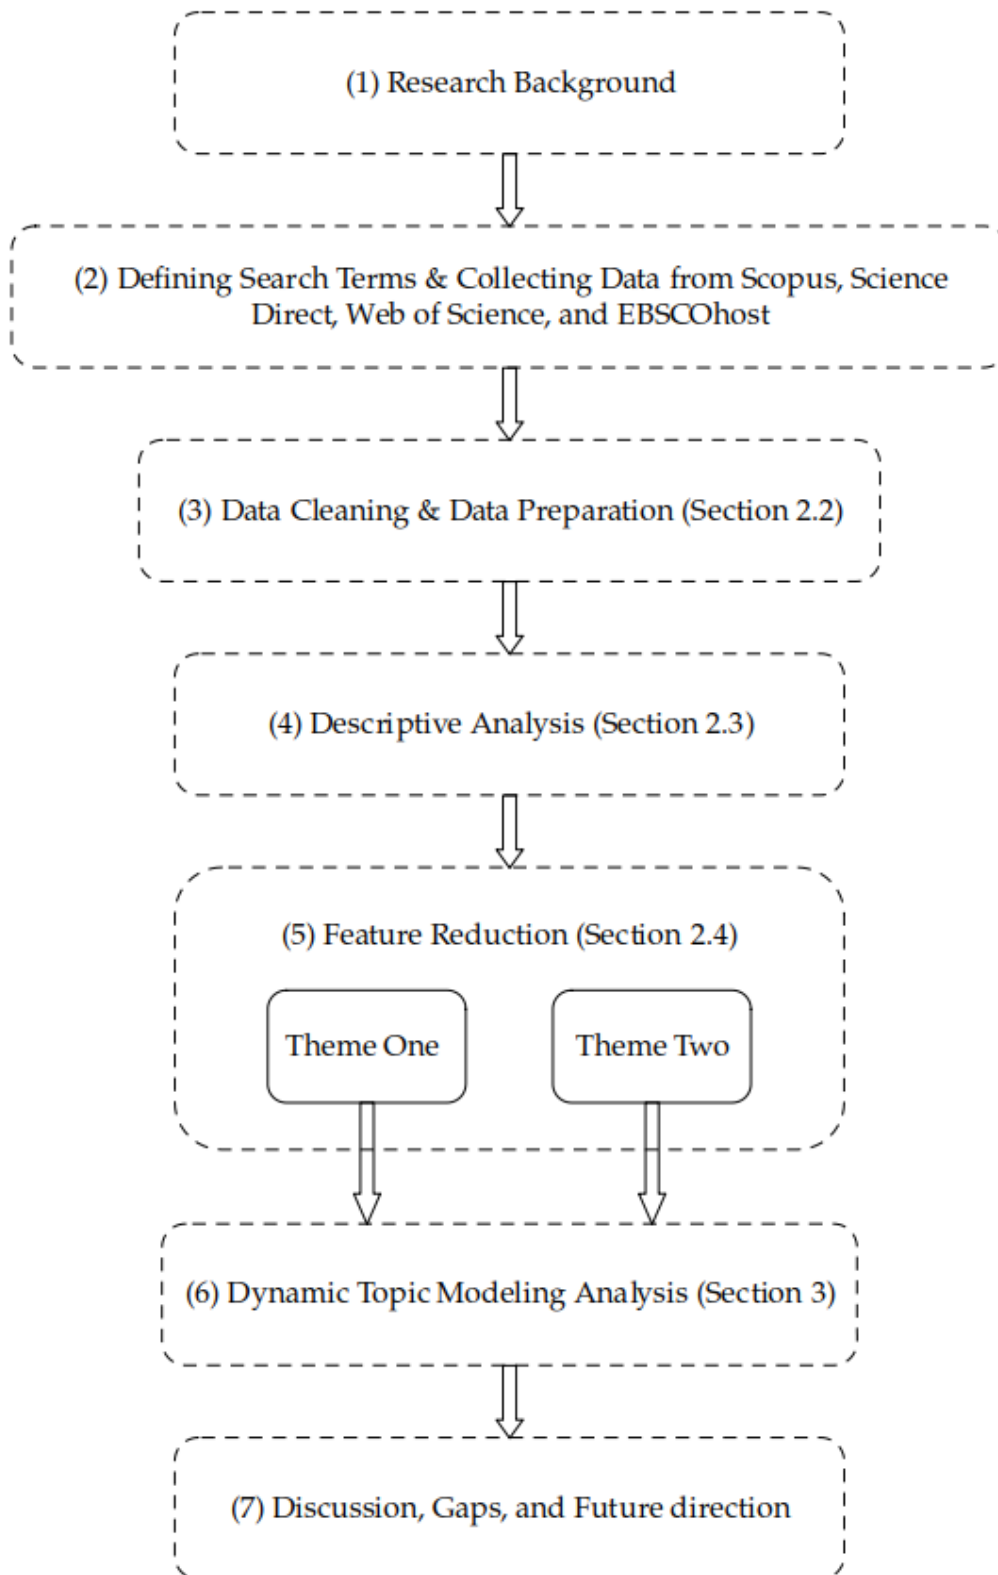 (1) Research Background
(2) Defining Search Terms & Collecting Data from Scopus, Science
Direct, Web of Science, and EBSCOhost
(3) Data Cleaning & Data Preparation (Section 2.2)
(4) Descriptive Analysis (Section 2.3)
(5) Feature Reduction (Section 2.4)
Theme One
Theme Two
(6) Dynamic Topic Modeling Analysis (Section 3)
(7) Discussion, Gaps, and Future direction